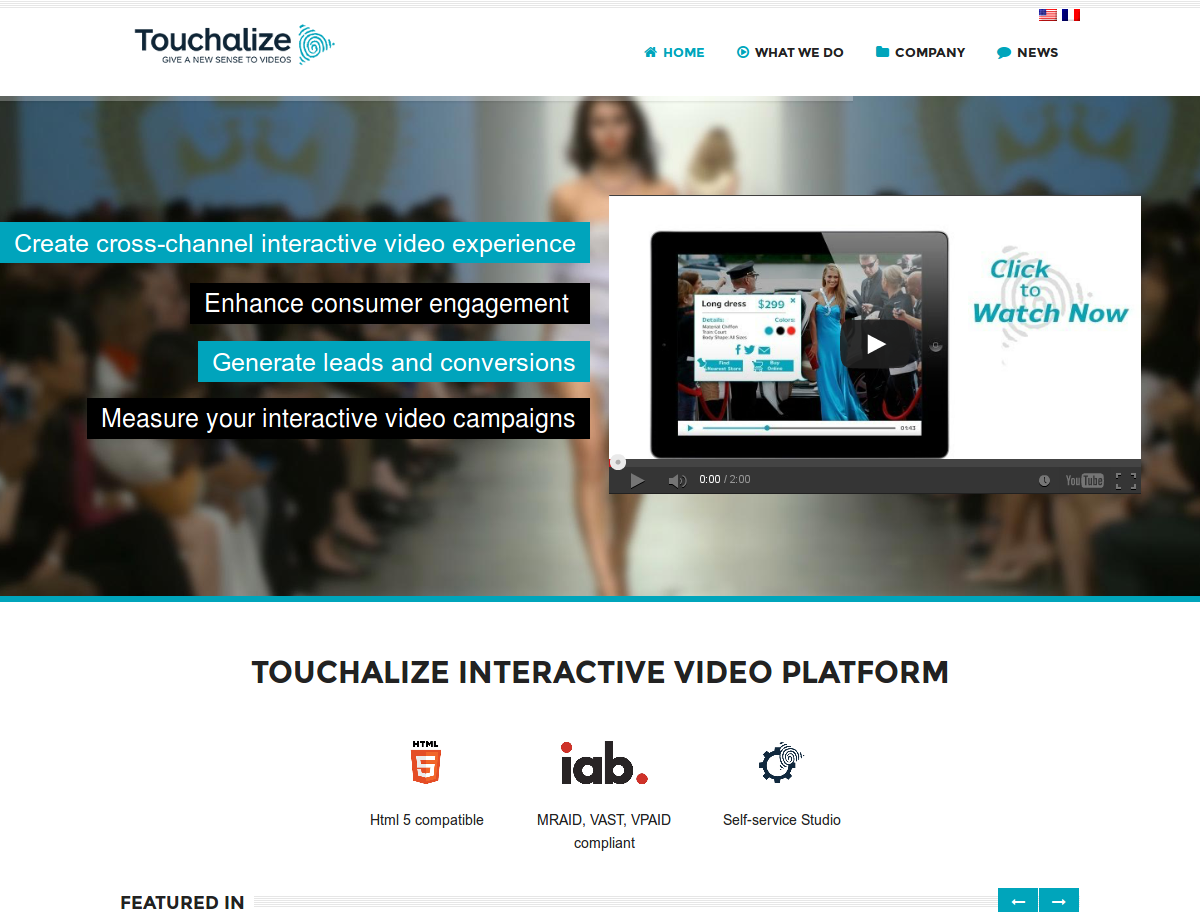 Touchalize
GIVE A NEW SENSE TO VIDEOS
HOME
WHAT WE DO
COMPANY
NEWS
Create cross-channel interactive video experience
Enhance consumer engagement
Generate leads and conversions
Measure your interactive video campaigns
Long dress $299 ×
Details: Colors:
Material: Chiffon
Train: Court
Body Shape: All Sizes
Find
Nearest Store
Buy
Online
01:43
Click
to
Watch Now
0:00 / 2:00
YouTube
TOUCHALIZE INTERACTIVE VIDEO PLATFORM
HTML
5
iab.
Html 5 compatible
MRAID, VAST, VPAID
compliant
Self-service Studio
FEATURED IN